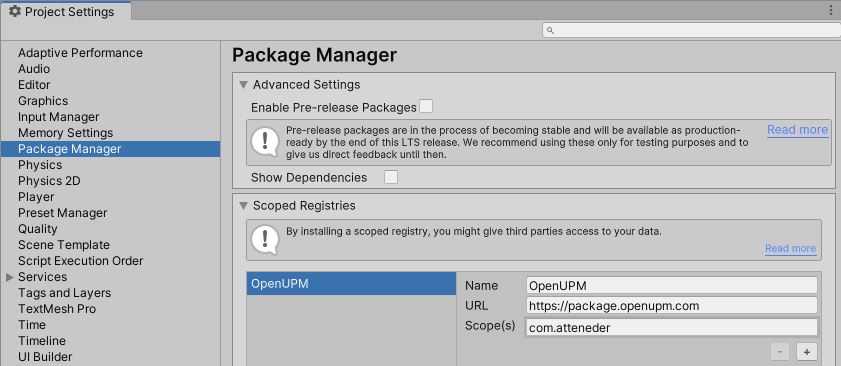 Project Settings
Adaptive Performance
Audio
Editor
Graphics
Input Manager
Memory Settings
Package Manager
Physics
Physics 2D
Player
Preset Manager
Quality
Scene Template
Script Execution Order
Services
Tags and Layers
TextMesh Pro
Time
Timeline
UI Builder
Package Manager
Advanced Settings
Enable Pre-release Packages
Pre-release packages are in the process of becoming stable and will be available as production-
ready by the end of this LTS release. We recommend using these only for testing purposes and to
give us direct feedback until then.
Read more
Show Dependencies
Scoped Registries
By installing a scoped registry, you might give third parties access to your data.
Read more
OpenUPM
Name OpenUPM
URL https://package.openupm.com
Scope(s) com.atteneder
- +